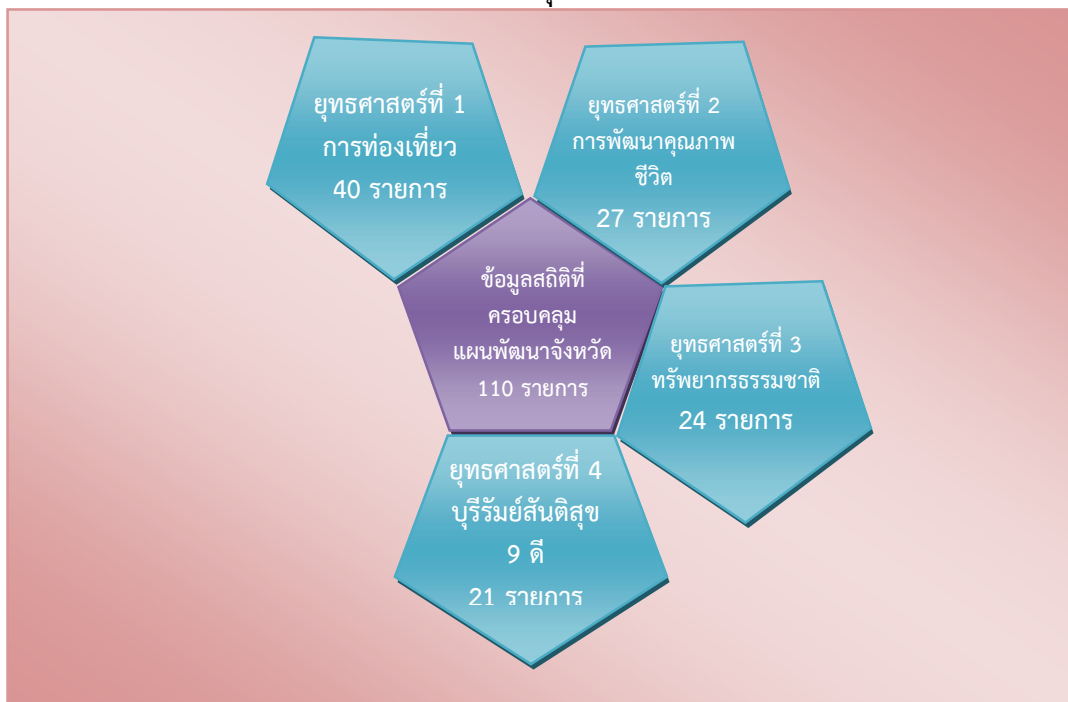 ยุทธศาสตร์ที่ 1
การท่องเที่ยว
40 รายการ
ยุทธศาสตร์ที่ 2
การพัฒนาคุณภาพ
ชีวิต
27 รายการ
ข้อมูลสถิติที่
ครอบคลุม
แผนพัฒนาจังหวัด
110 รายการ
ยุทธศาสตร์ที่ 3
ทรัพยากรธรรมชาติ
24 รายการ
ยุทธศาสตร์ที่ 4
บุรีรัมย์สันติสุข
9 ดี
21 รายการ